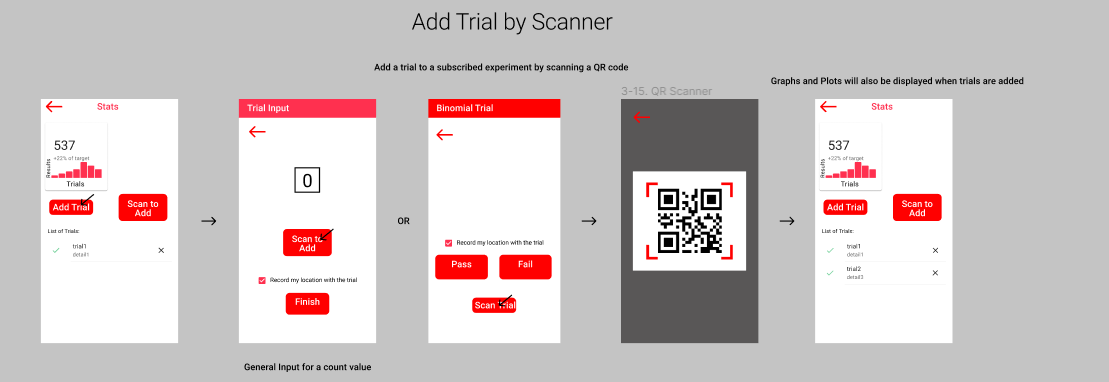 Add Trial by Scanner
Add a trial to a subscribed experiment by scanning a QR code
Graphs and Plots will also be displayed when trials are added
Stats
537
+22% of target
Results
Trials
Add Trial
Scan to
Add
List of Trials:
trial1
detail1
Trial Input
0
Scan to
Add
Record my location with the trial
Finish
General Input for a count value
OR
Binomial Trial
Record my location with the trial
Pass
Fail
Scan Trial
3-15. QR Scanner
Stats
537
+22% of target
Results
Trials
Add Trial
Scan to
Add
List of Trials:
trial1
detail1
trial2
detail3